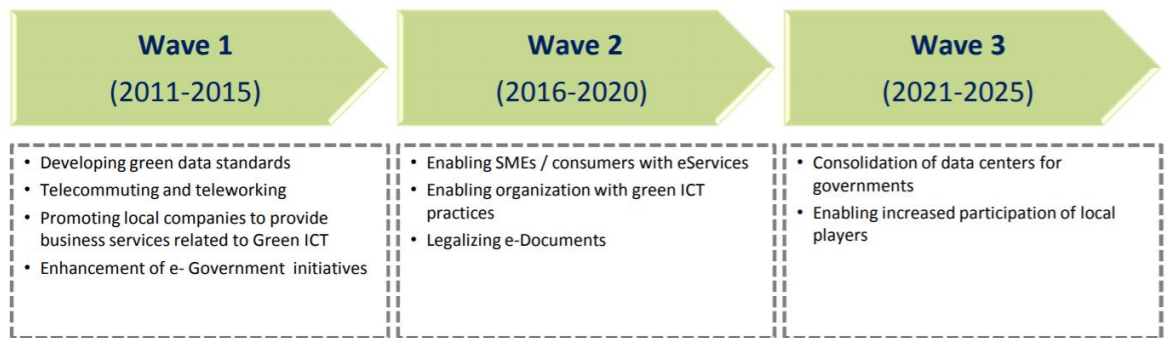 Wave 1
(2011-2015)
Wave 2
(2016-2020)
Wave 3
(2021-2025)
• Developing green data standards
• Telecommuting and teleworking
• Promoting local companies to provide
business services related to Green ICT
• Enhancement of e- Government initiatives
• Enabling SMEs / consumers with eServices
• Enabling organization with green ICT
practices
• Legalizing e-Documents
• Consolidation of data centers for
governments
• Enabling increased participation of local
players